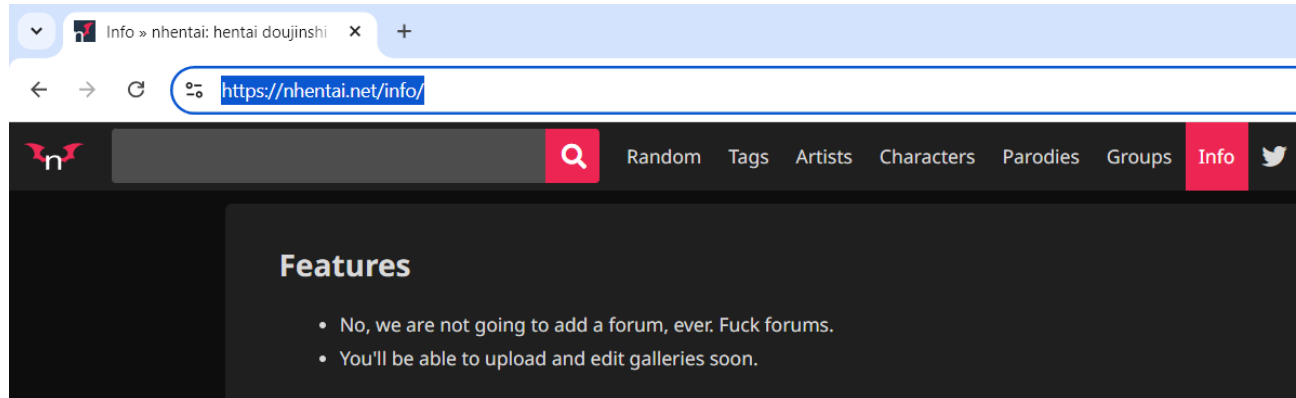 Info » nhentai: hentai doujinshi
https://nhentai.net/info/
n Random Tags Artists Characters Parodies Groups Info
Features
• No, we are not going to add a forum, ever. Fuck forums.
• You'll be able to upload and edit galleries soon.